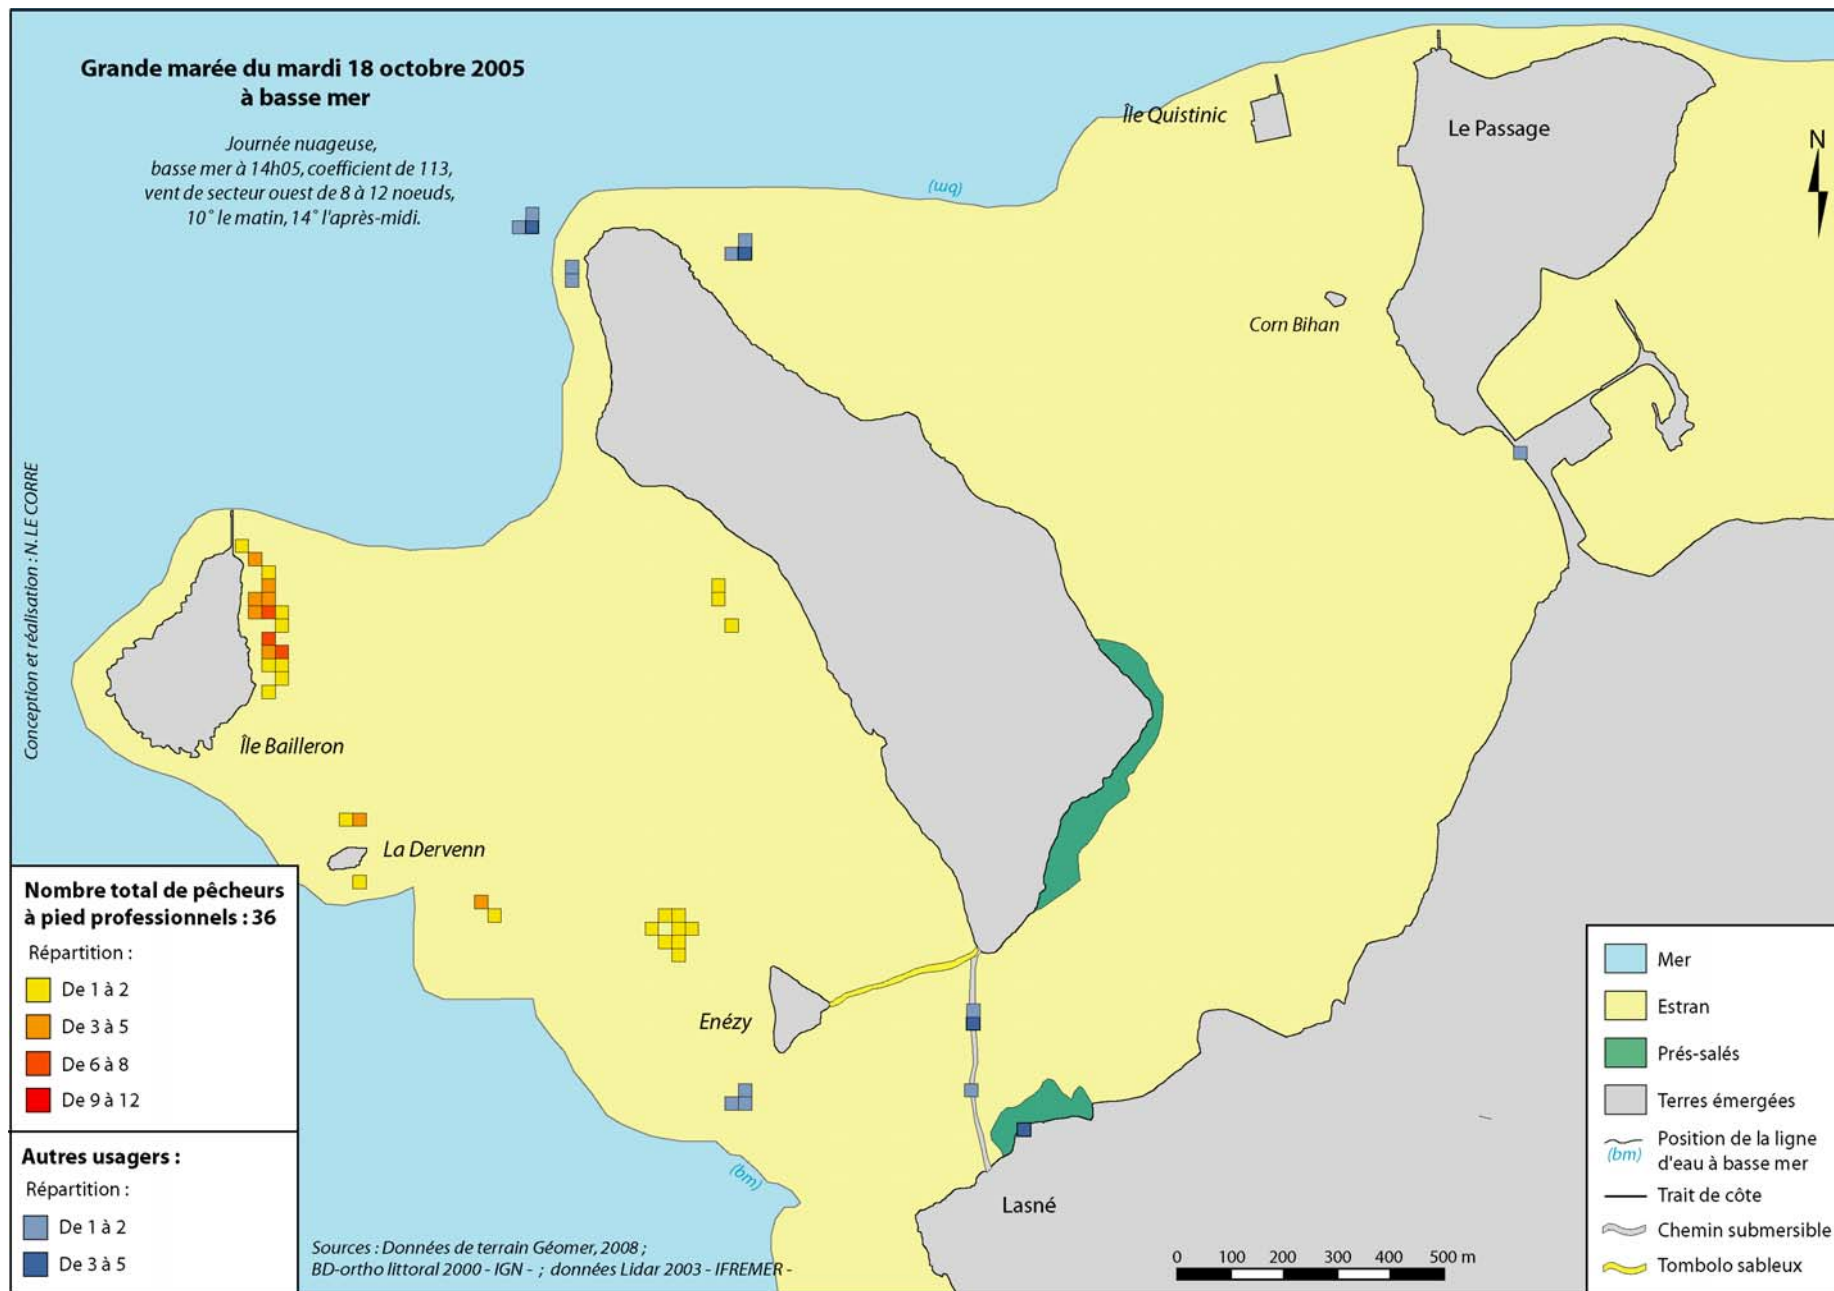 Grande marée du mardi 18 octobre 2005
à basse mer
Journée nuageuse,
basse mer à 14h05, coefficient de 113,
vent de secteur ouest de 8 à 12 noeuds,
10° le matin, 14° l'après-midi.
Île Quistinic
Le Passage
N
(bm)
Corn Bihan
Conception et réalisation : N. LE CORRE
Île Bailleron
La Dervenn
Enézy
(bm)
Lasné
Nombre total de pêcheurs
à pied professionnels : 36
Répartition :
De 1 à 2
De 3 à 5
De 6 à 8
De 9 à 12
Autres usagers :
Répartition :
De 1 à 2
De 3 à 5
Sources : Données de terrain Géomer, 2008 ;
BD-ortho littoral 2000 - IGN - ; données Lidar 2003 - IFREMER -
0 100 200 300 400 500 m
Mer
Estran
Prés-salés
Terres émergées
(bm)
Position de la ligne
d'eau à basse mer
Trait de côte
Chemin submersible
Tombolo sableux